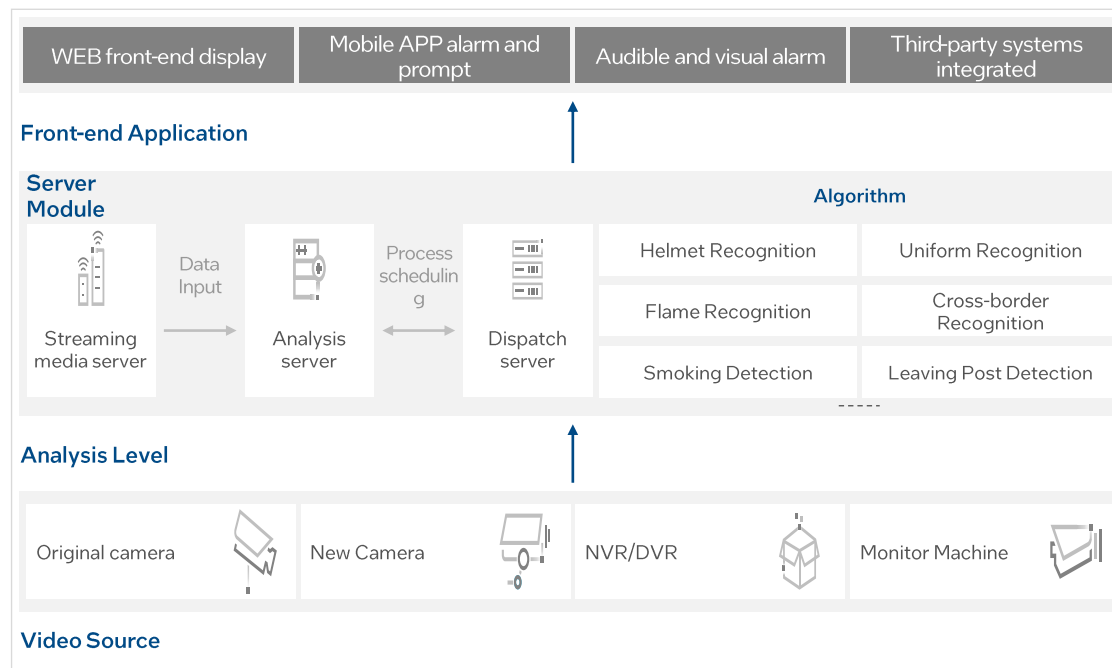 WEB front-end display
Mobile APP alarm and
prompt
Audible and visual alarm
Third-party systems
integrated
Front-end Application
Server
Module
Algorithm
Streaming
media server
Data
Input
Analysis
server
Process
schedulin
g
Dispatch
server
Helmet Recognition
Uniform Recognition
Flame Recognition
Cross-border
Recognition
Smoking Detection
Leaving Post Detection
Analysis Level
Original camera
New Camera
NVR/DVR
Monitor Machine
Video Source